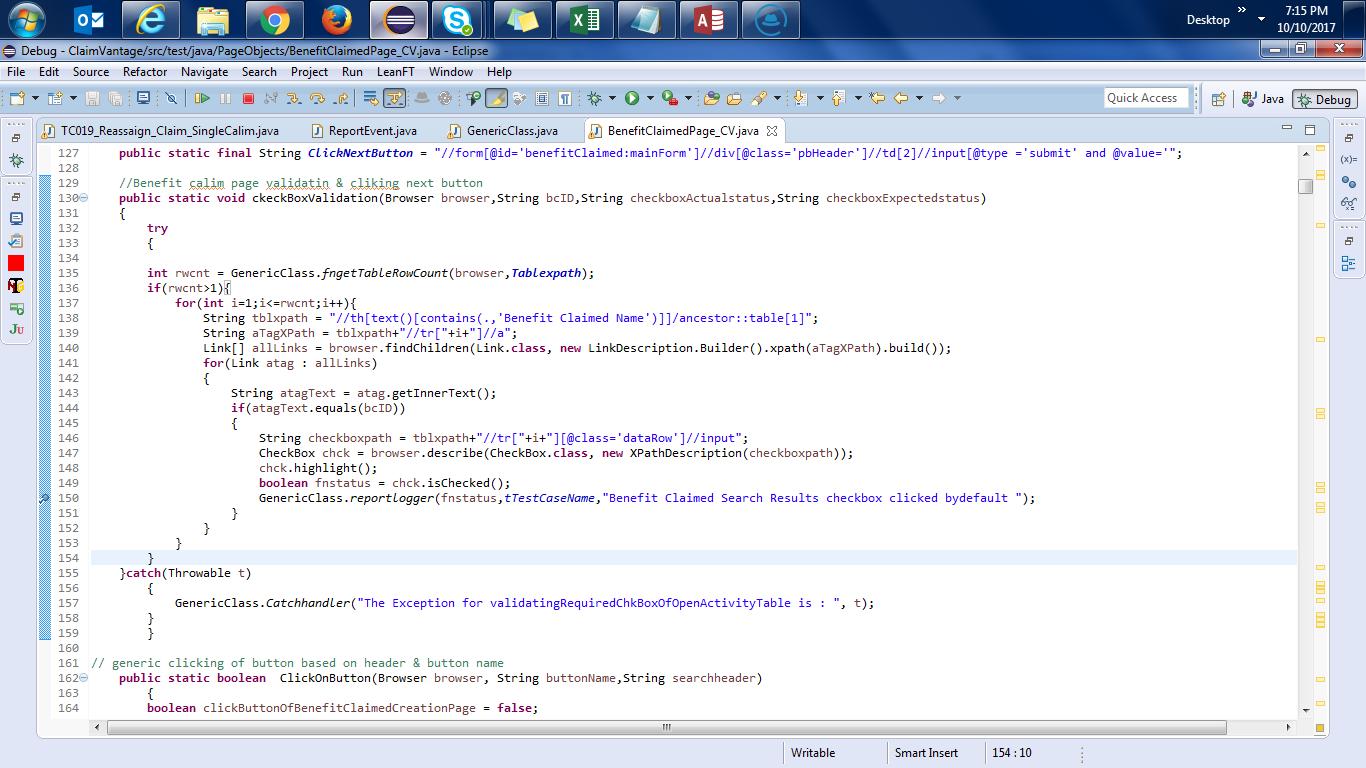 7:15 PM
Desktop »
10/10/2017
Debug - ClaimVantage/src/test/java/PageObjects/BenefitClaimedPage_CV.java - Eclipse
File Edit Source Refactor Navigate Search Project Run LeanFT Window Help
Quick Access Java Debug
TC019_Reassaign_Claim_SingleCalim.java ReportEvent.java GenericClass.java BenefitClaimedPage_CV.java
127 public static final String ClickNextButton = "//form[@id='benefitClaimed:mainForm']//div[@class='pbHeader']//td[2]//input[@type ='submit' and @value='";
128
129 //Benefit calim page validatin & cliking next button
130 public static void ckeckBoxValidation(Browser browser,String bcID,String checkboxActualstatus,String checkboxExpectedstatus)
131 {
132 try
133 {
134
135 int rwcnt = GenericClass.fngetTableRowCount(browser,Tablexpath);
136 if(rwcnt>1){
137 for(int i=1;i<=rwcnt;i++){
138 String tblxpath = "//th[text()[contains(.,'Benefit Claimed Name')]]/ancestor::table[1]";
139 String aTagXPath = tblxpath+"//tr["+i+"]//a";
140 Link[] allLinks = browser.findChildren(Link.class, new LinkDescription.Builder().xpath(aTagXPath).build());
141 for(Link atag : allLinks)
142 {
143 String atagText = atag.getInnerText();
144 if(atagText.equals(bcID))
145 {
146 String checkboxpath = tblxpath+"//tr["+i+"][@class='dataRow']//input";
147 CheckBox chck = browser.describe(CheckBox.class, new XPathDescription(checkboxpath));
148 chck.highlight();
149 boolean fnstatus = chck.isChecked();
150 GenericClass.reportlogger(fnstatus,tTestCaseName,"Benefit Claimed Search Results checkbox clicked bydefault ");
151 }
152 }
153 }
154 }
155 }catch(Throwable t)
156 {
157 GenericClass.Catchhandler("The Exception for validatingRequiredChkBoxOfOpenActivityTable is : ", t);
158 }
159 }
160
161 // generic clicking of button based on header & button name
162 public static boolean ClickOnButton(Browser browser, String buttonName,String searchheader)
163 {
164 boolean clickButtonOfBenefitClaimedCreationPage = false;
Writable Smart Insert 154 : 10